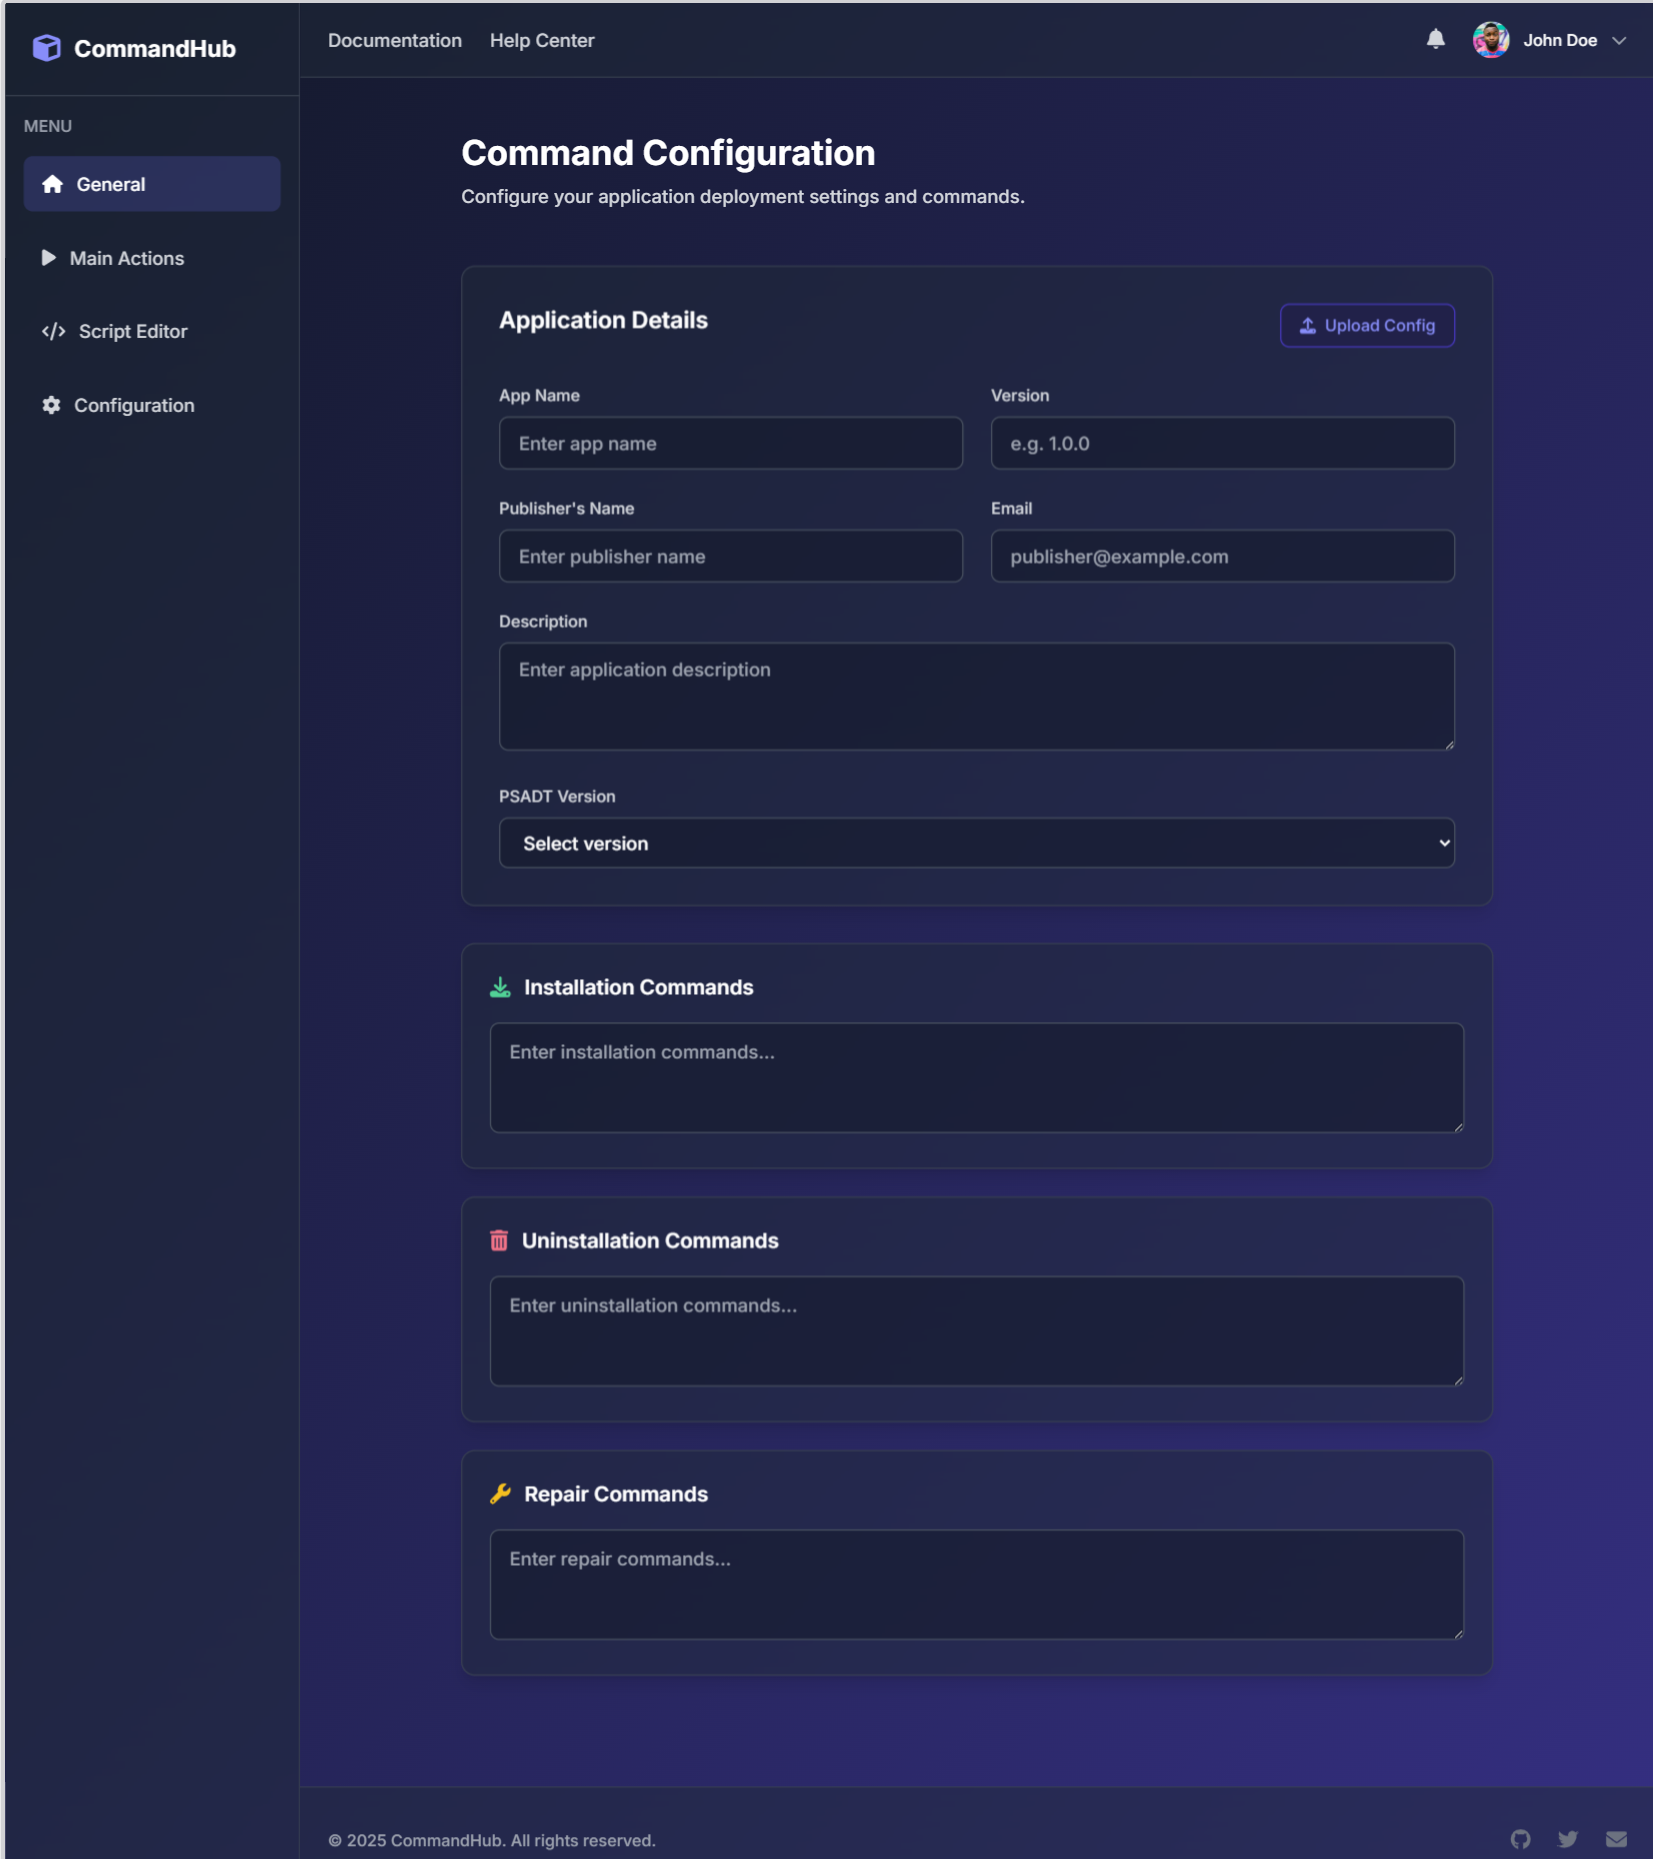 CommandHub
Documentation
Help Center
John Doe
MENU
General
Main Actions
Script Editor
Configuration
Command Configuration
Configure your application deployment settings and commands.
Application Details
Upload Config
App Name
Version
Enter app name
e.g. 1.0.0
Publisher's Name
Email
Enter publisher name
publisher@example.com
Description
Enter application description
PSADT Version
Select version
Installation Commands
Enter installation commands...
Uninstallation Commands
Enter uninstallation commands...
Repair Commands
Enter repair commands...
© 2025 CommandHub. All rights reserved.